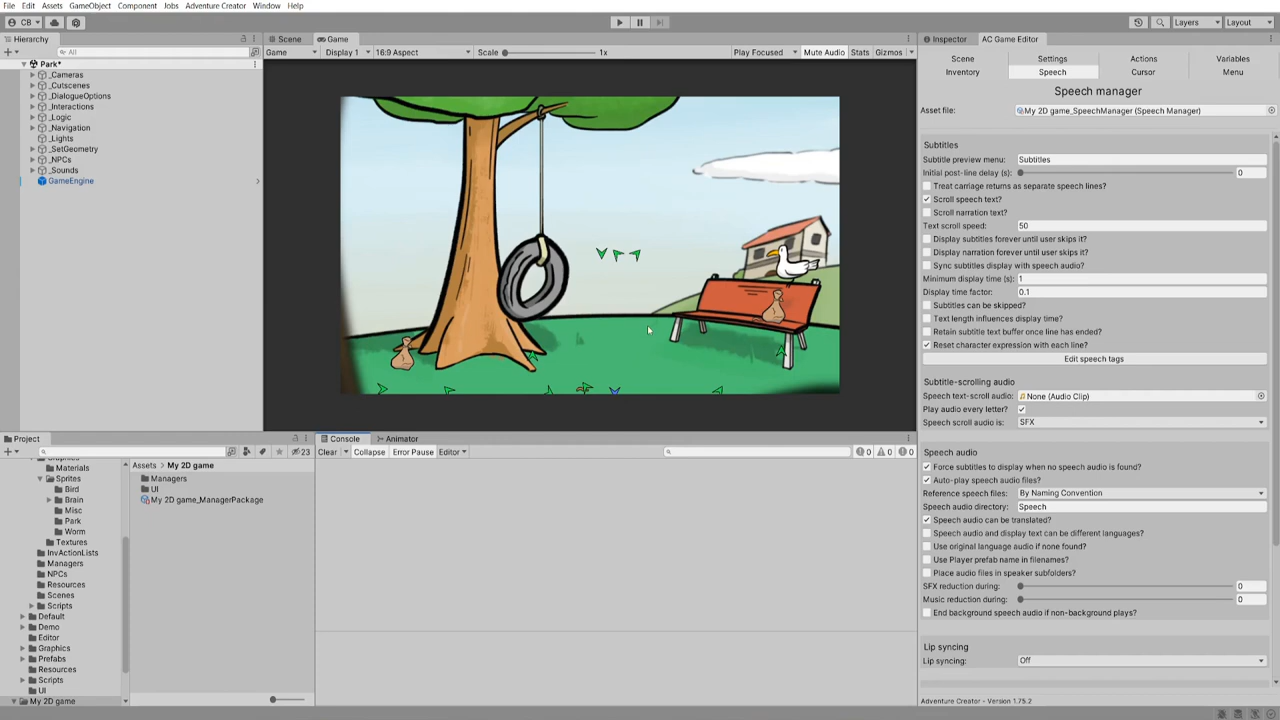 File Edit Assets GameObject Component Jobs Adventure Creator Window Help
CB Layers Layout
Hierarchy
All
Park*
_Cameras
_Cutscenes
_DialogueOptions
_Interactions
_Logic
_Navigation
_Lights
_SetGeometry
_NPCs
_Sounds
GameEngine
Scene Game
Game Display 1 16:9 Aspect Scale 1x Play Focused Mute Audio Stats Gizmos
Inspector AC Game Editor
Scene Settings Actions Variables
Inventory Speech Cursor Menu
Speech manager
Asset file: My 2D game_SpeechManager (Speech Manager)
Subtitles
Subtitle preview menu: Subtitles
Initial post-line delay (s): 0
Treat carriage returns as separate speech lines?
Scroll speech text?
Scroll narration text?
Text scroll speed: 50
Display subtitles forever until user skips it?
Display narration forever until user skips it?
Sync subtitles display with speech audio?
Minimum display time (s): 1
Display time factor: 0.1
Subtitles can be skipped?
Text length influences display time?
Retain subtitle text buffer once line has ended?
Reset character expression with each line?
Edit speech tags
Subtitle-scrolling audio
Speech text-scroll audio: None (Audio Clip)
Play audio every letter?
Speech scroll audio is: SFX
Speech audio
Force subtitles to display when no speech audio is found?
Auto-play speech audio files?
Reference speech files: By Naming Convention
Speech audio directory: Speech
Speech audio can be translated?
Speech audio and display text can be different languages?
Use original language audio if none found?
Use Player prefab name in filenames?
Place audio files in speaker subfolders?
SFX reduction during: 0
Music reduction during: 0
End background speech audio if non-background plays?
Lip syncing
Lip syncing: Off
Adventure Creator - Version 1.75.2
Project
23
Materials
Sprites
Bird
Brain
Misc
Park
Worm
Textures
InvActionLists
Managers
NPCs
Resources
Scenes
Scripts
Default
Demo
Editor
Graphics
Prefabs
Resources
Scripts
UI
My 2D game
Assets > My 2D game
Managers
UI
My 2D game_ManagerPackage
Console Animator
Clear Collapse Error Pause Editor 0 0 0